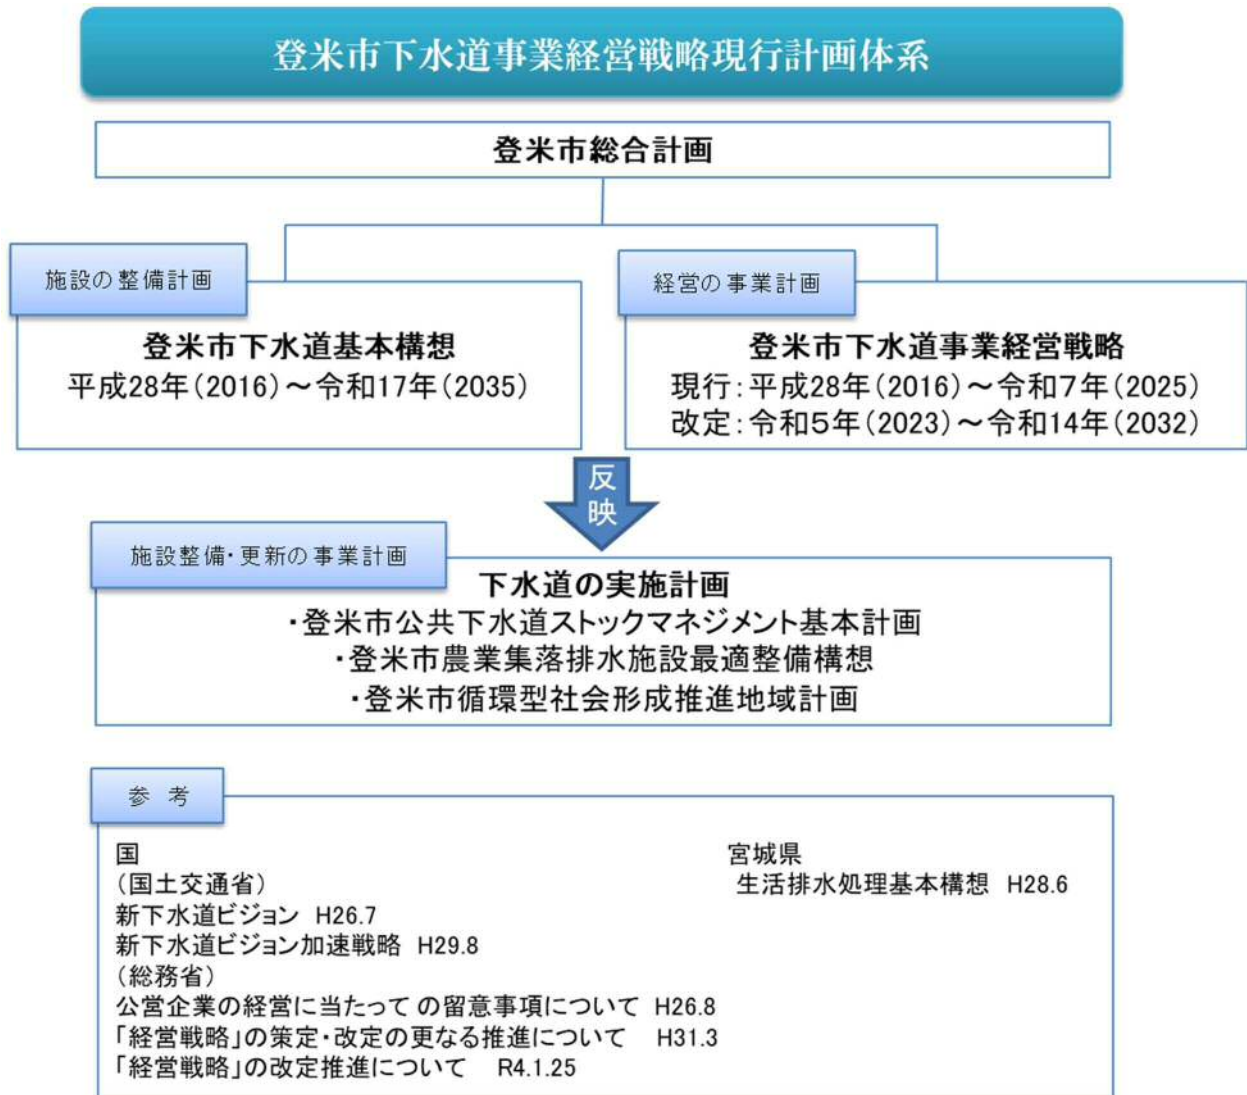 登米市下水道事業経営戦略現行計画体系
登米市総合計画
施設の整備計画
登米市下水道基本構想
平成28年(2016)～令和17年(2035)
経営の事業計画
登米市下水道事業経営戦略
現行:平成28年(2016)～令和7年(2025)
改定:令和5年(2023)～令和14年(2032)
反
映
施設整備・更新の事業計画
下水道の実施計画
・登米市公共下水道ストックマネジメント基本計画
・登米市農業集落排水施設最適整備構想
・登米市循環型社会形成推進地域計画
参 考
国
(国土交通省)
新下水道ビジョン H26.7
新下水道ビジョン加速戦略 H29.8
(総務省)
公営企業の経営に当たって の留意事項について H26.8
「経営戦略」の策定・改定の更なる推進について H31.3
「経営戦略」の改定推進について R4.1.25
宮城県
生活排水処理基本構想 H28.6